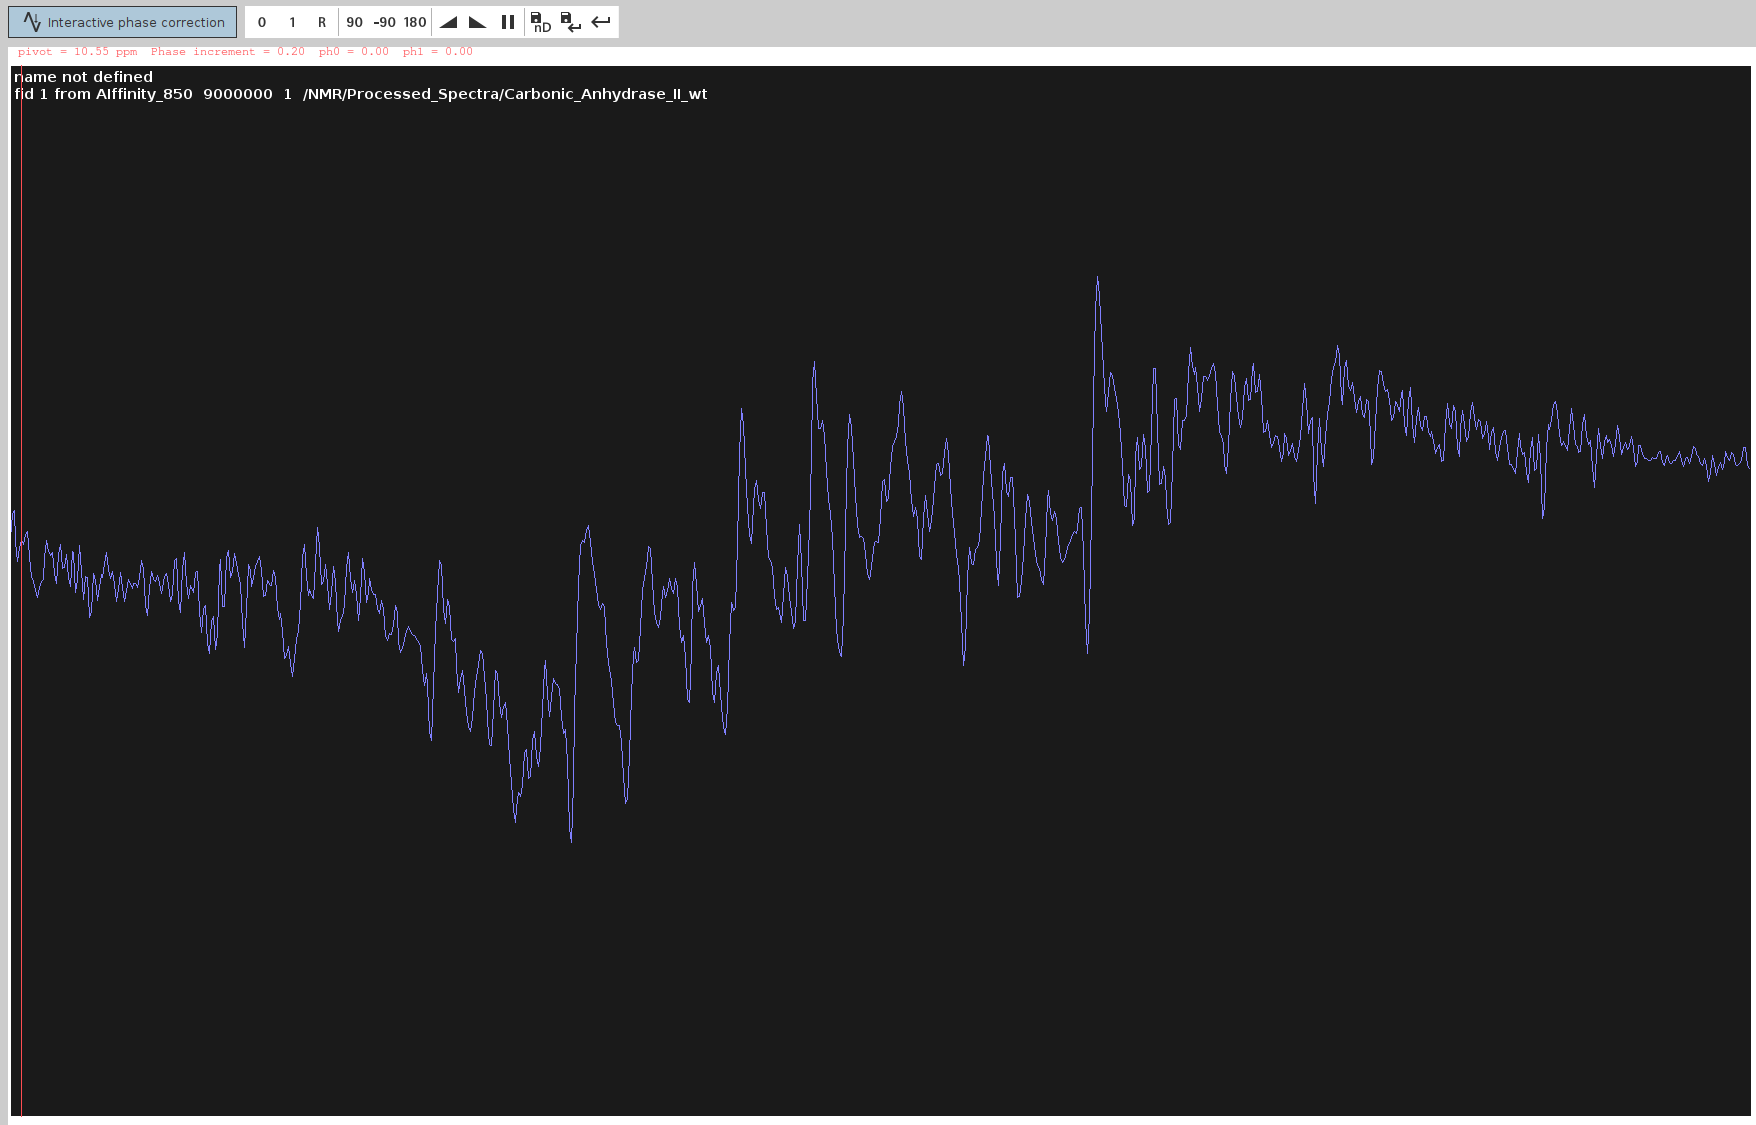 Interactive phase correction 0 1 R 90 -90 180 nD
pivot = 10.55 ppm Phase increment = 0.20 ph0 = 0.00 ph1 = 0.00
name not defined
fid 1 from AIffinity_850 9000000 1 /NMR/Processed_Spectra/Carbonic_Anhydrase_II_wt